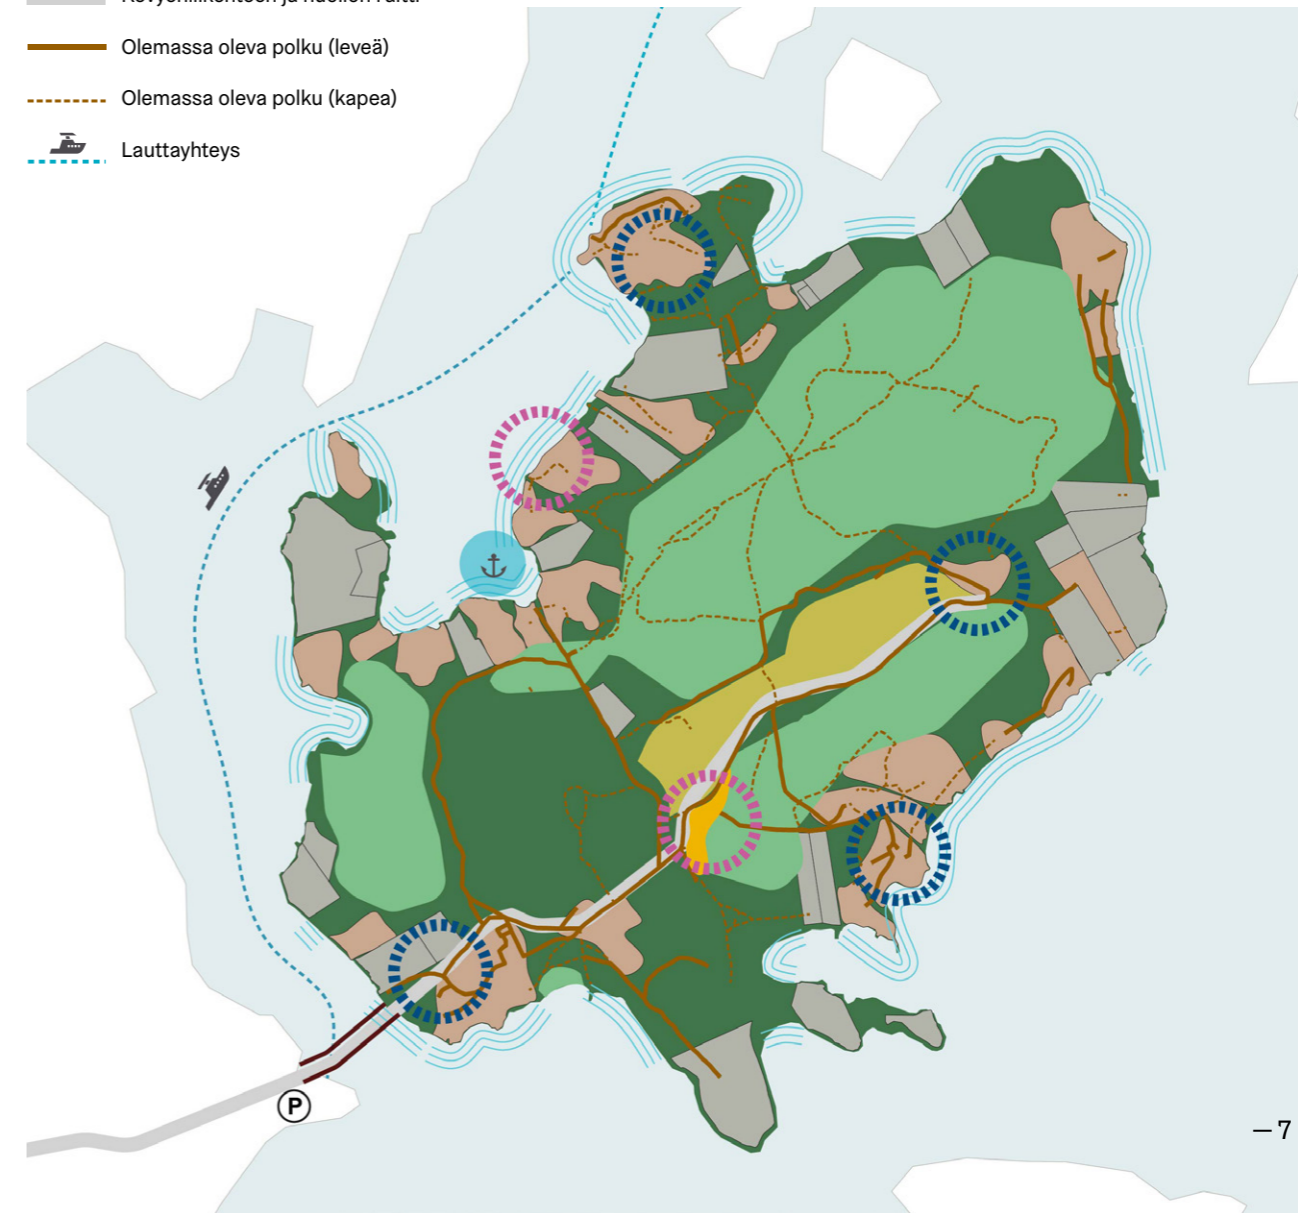 Olemassa oleva polku (leveä)
Olemassa oleva polku (kapea)
Lauttayhteys
P
— 7